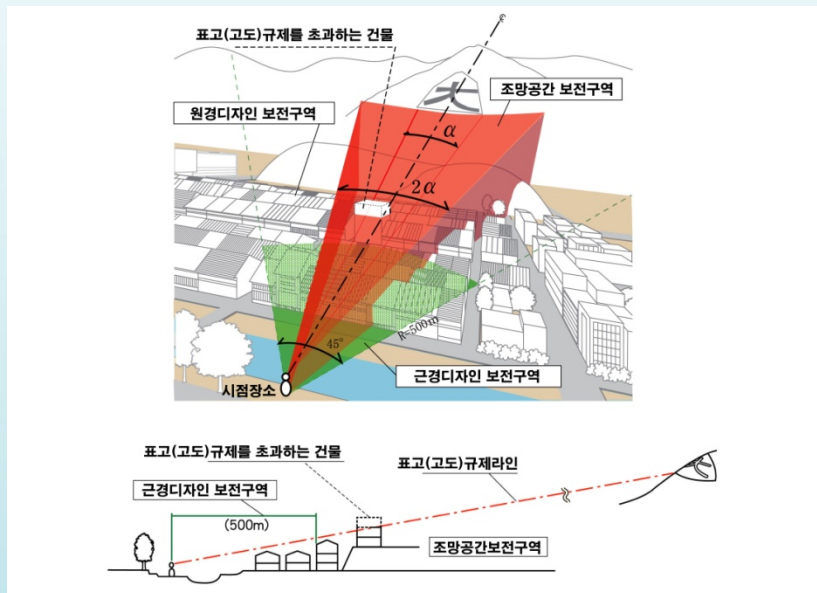 표고(고도)규제를 초과하는 건물
조망공간 보전구역
원경디자인 보전구역
大
α
2α
45°
R=500m
근경디자인 보전구역
시점장소
표고(고도)규제를 초과하는 건물
표고(고도)규제라인
근경디자인 보전구역
(500m)
조망공간보전구역